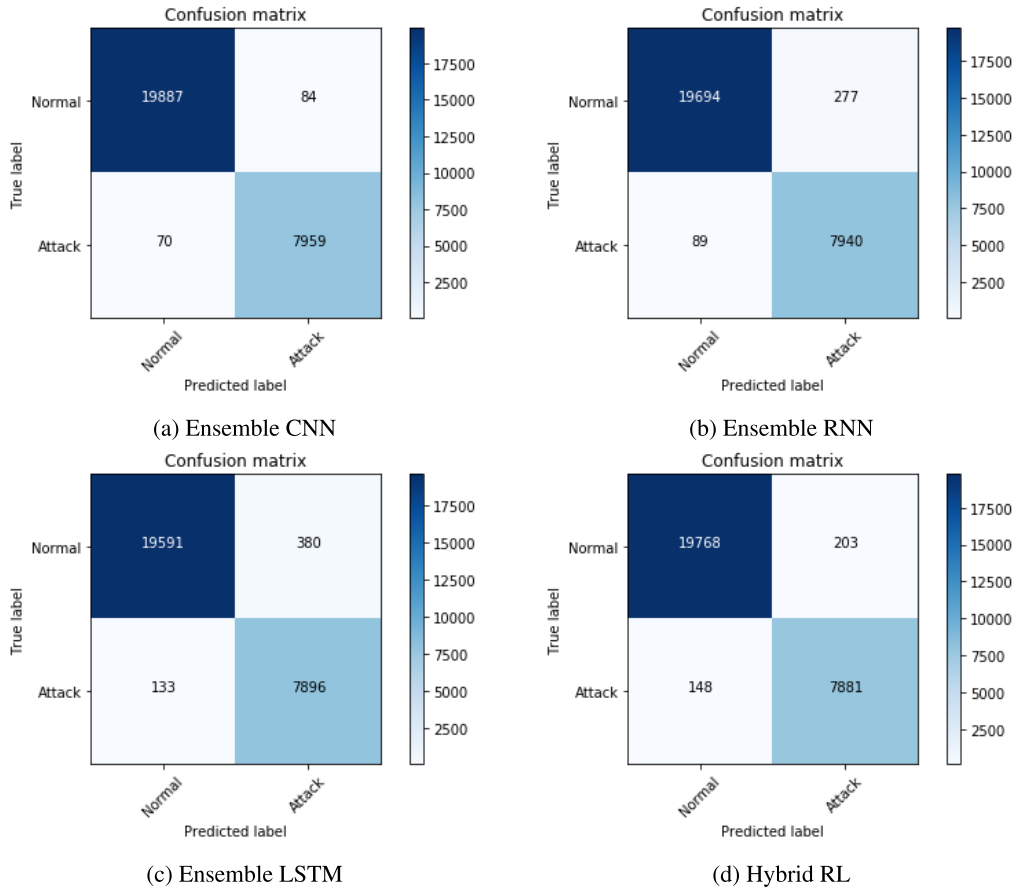 Confusion matrix
17500
15000
12500
10000
7500
5000
2500
True label
Normal
Attack
19887 84
70 7959
Normal Attack
Predicted label
(a) Ensemble CNN
Confusion matrix
17500
15000
12500
10000
7500
5000
2500
True label
Normal
Attack
19694 277
89 7940
Normal Attack
Predicted label
(b) Ensemble RNN
Confusion matrix
17500
15000
12500
10000
7500
5000
2500
True label
Normal
Attack
19591 380
133 7896
Normal Attack
Predicted label
(c) Ensemble LSTM
Confusion matrix
17500
15000
12500
10000
7500
5000
2500
True label
Normal
Attack
19768 203
148 7881
Normal Attack
Predicted label
(d) Hybrid RL